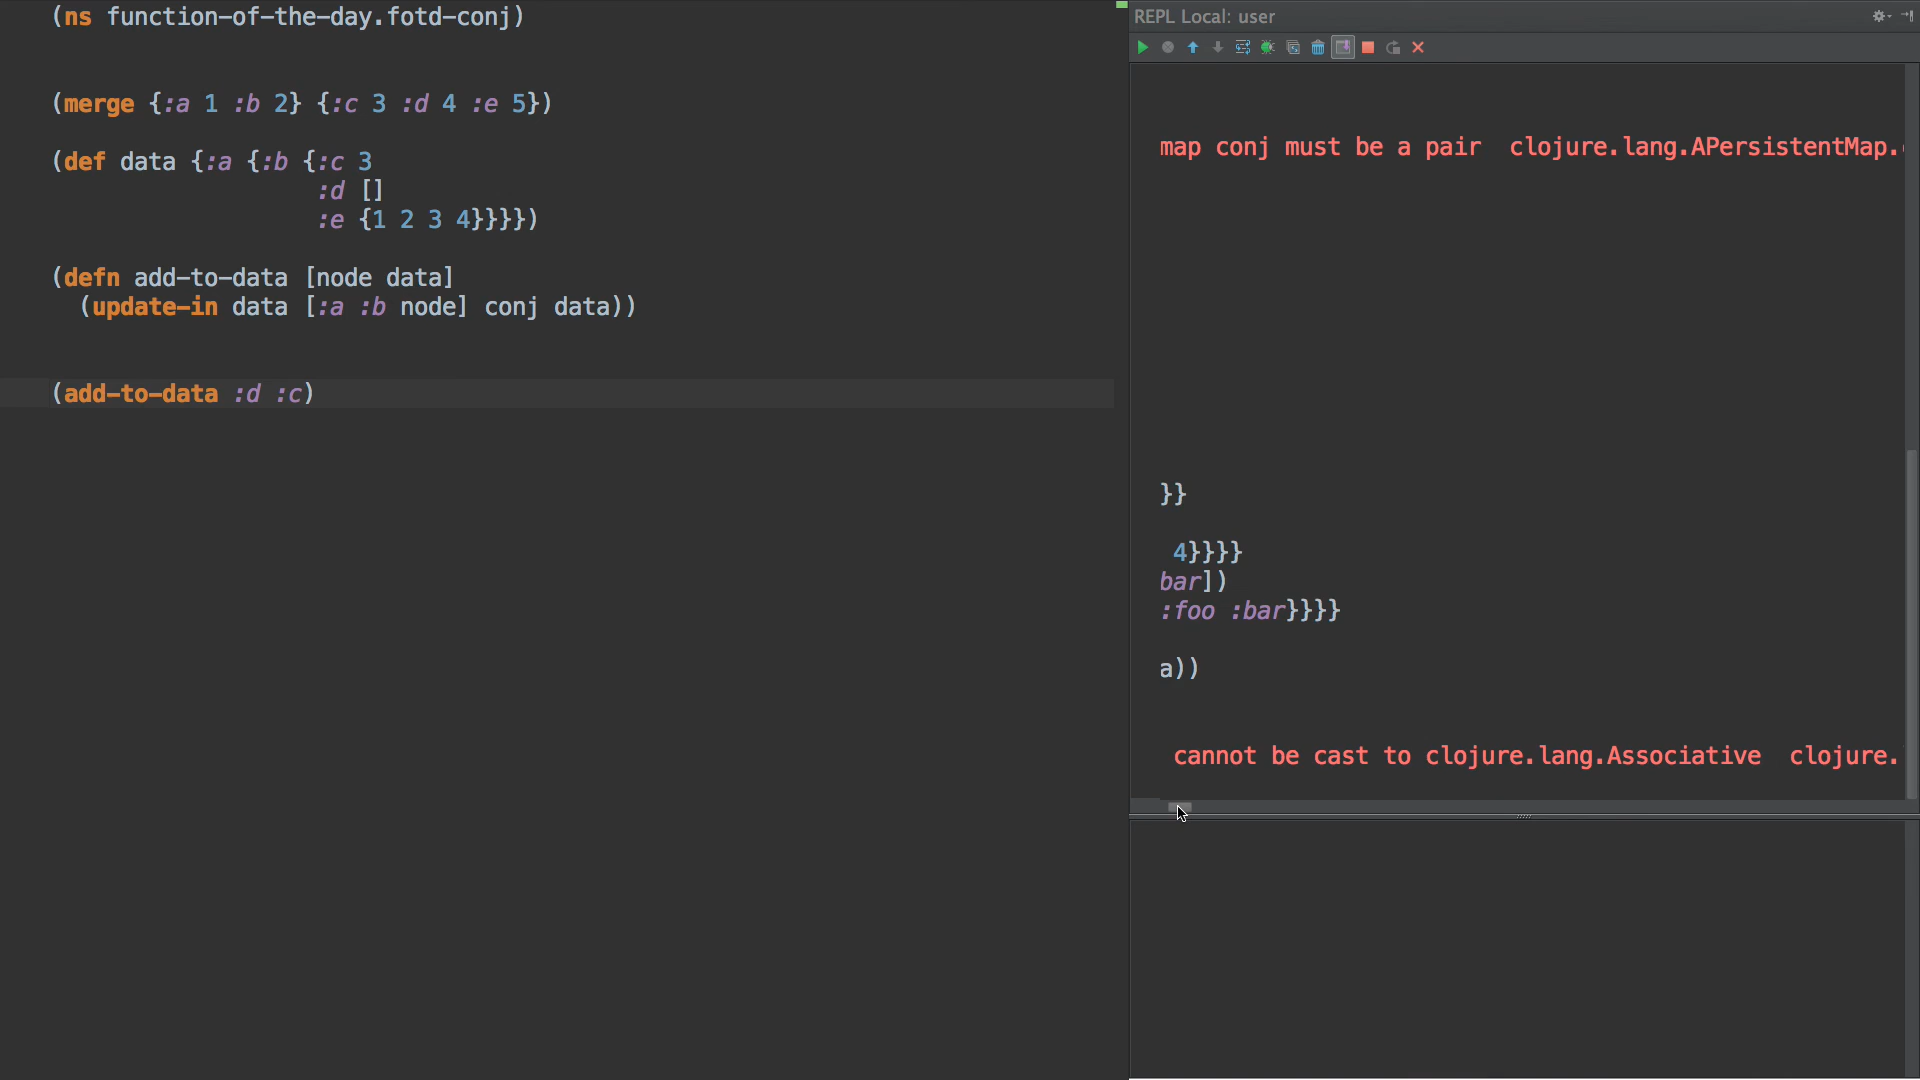 (ns function-of-the-day.fotd-conj)
(merge {:a 1 :b 2} {:c 3 :d 4 :e 5})
(def data {:a {:b {:c 3
:d []
:e {1 2 3 4}}}})
(defn add-to-data [node data]
(update-in data [:a :b node] conj data))
(add-to-data :d :c)
REPL Local: user
map conj must be a pair  clojure.lang.APersistentMap.
}}
4}}}}
bar])
:foo :bar}}}}
a))
cannot be cast to clojure.lang.Associative  clojure.